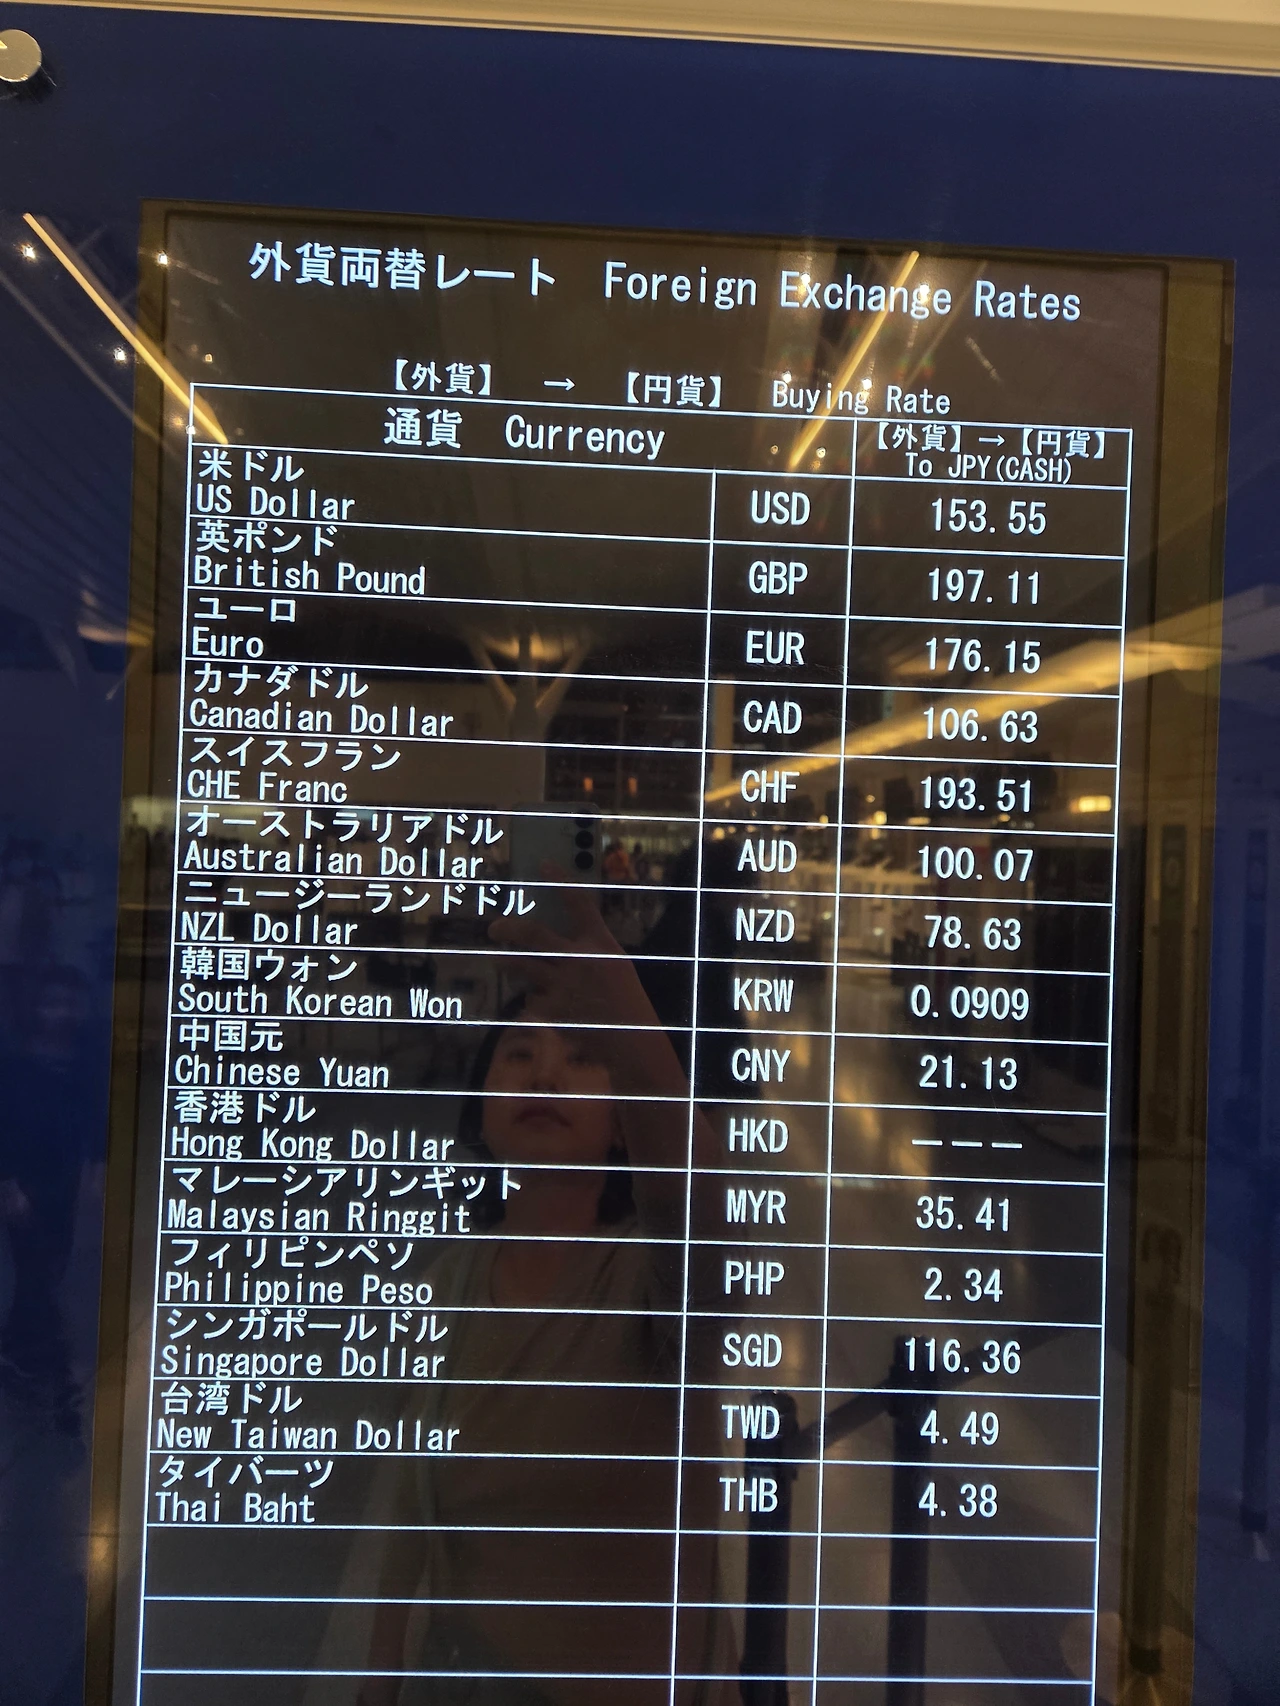 外貨両替レート Foreign Exchange Rates
【外貨】 → 【円貨】 Buying Rate
通貨 Currency 【外貨】→【円貨】
To JPY(CASH)
米ドル
US Dollar USD 153.55
英ポンド
British Pound GBP 197.11
ユーロ
Euro EUR 176.15
カナダドル
Canadian Dollar CAD 106.63
スイスフラン
CHE Franc CHF 193.51
オーストラリアドル
Australian Dollar AUD 100.07
ニュージーランドドル
NZL Dollar NZD 78.63
韓国ウォン
South Korean Won KRW 0.0909
中国元
Chinese Yuan CNY 21.13
香港ドル
Hong Kong Dollar HKD ———
マレーシアリンギット
Malaysian Ringgit MYR 35.41
フィリピンペソ
Philippine Peso PHP 2.34
シンガポールドル
Singapore Dollar SGD 116.36
台湾ドル
New Taiwan Dollar TWD 4.49
タイバーツ
Thai Baht THB 4.38